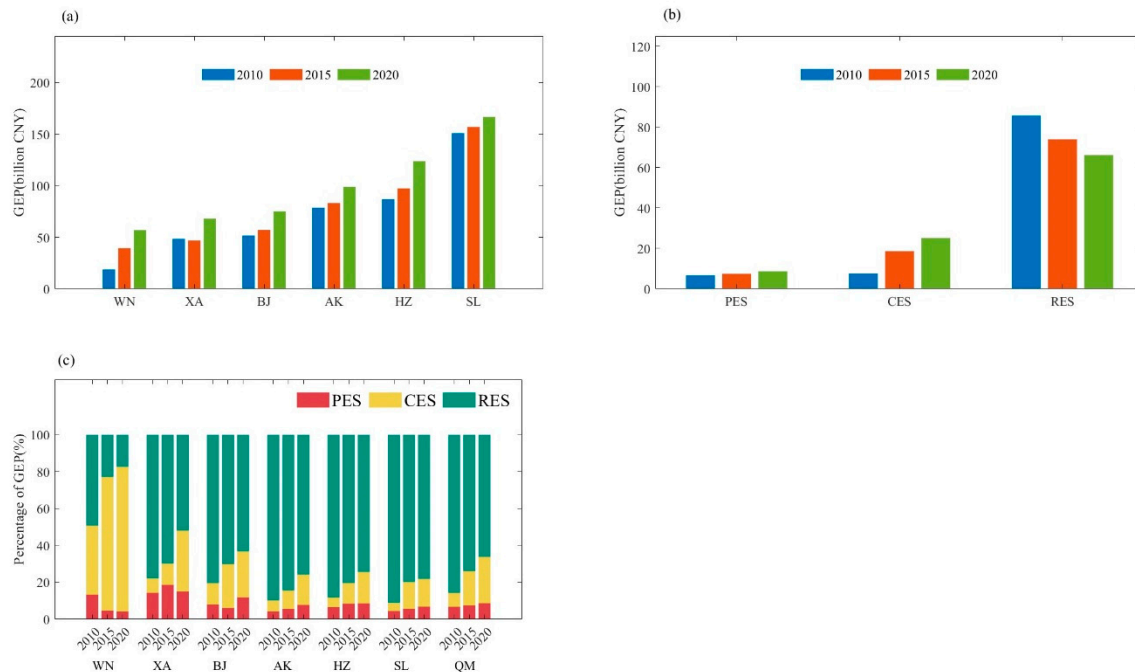 (a)
GEP(billion CNY)
200
150
100
50
0
2010 2015 2020
WN XA BJ AK HZ SL
(b)
GEP(billion CNY)
120
100
80
60
40
20
0
2010 2015 2020
PES CES RES
(c)
Percentage of GEP(%)
100
80
60
40
20
0
PES CES RES
2010 2015 2020 2010 2015 2020 2010 2015 2020 2010 2015 2020 2010 2015 2020 2010 2015 2020 2010 2015 2020
WN XA BJ AK HZ SL QM